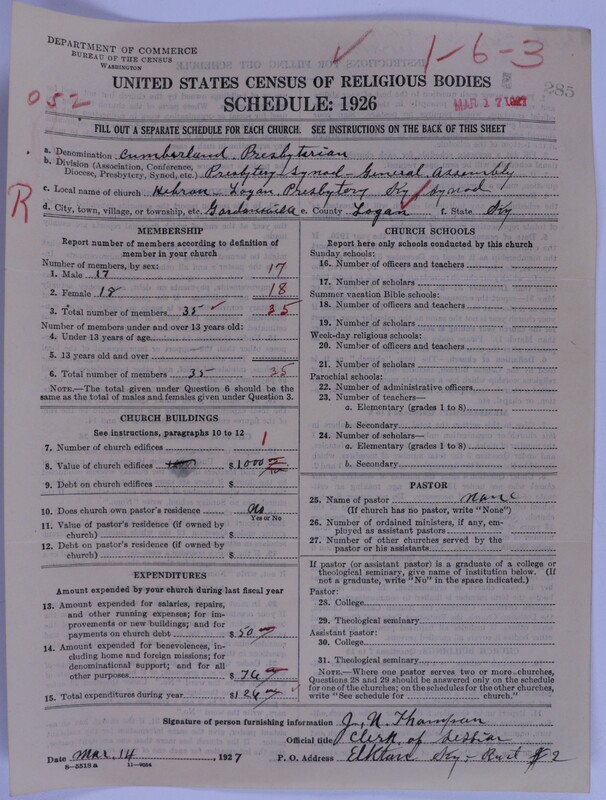 DEPARTMENT OF COMMERCE
BUREAU OF THE CENSUS
WASHINGTON
1-6-3
UNITED STATES CENSUS OF RELIGIOUS BODIES
SCHEDULE: 1926
285
MAR 17 1927
052
FILL OUT A SEPARATE SCHEDULE FOR EACH CHURCH. SEE INSTRUCTIONS ON THE BACK OF THIS SHEET
a. Denomination Cumberland Presbyterian
b. Division (Association, Conference, Diocese, Presbytery, Synod, etc.) Presbytery - Synod - General Assembly
R
c. Local name of church Hebron - Logan Presbytery Ky Synod
d. City, town, village, or township, etc. Gordonsville e. County Logan f. State Ky
MEMBERSHIP
Report number of members according to definition of
member in your church
Number of members, by sex:
1. Male 17 17
2. Female 18 18
3. Total number of members 35 35
Number of members under and over 13 years old:
4. Under 13 years of age
5. 13 years old and over
6. Total number of members 35 35
NOTE.—The total given under Question 6 should be
the same as the total of males and females given under Question 3.
CHURCH BUILDINGS
See instructions, paragraphs 10 to 12
7. Number of church edifices 1
8. Value of church edifices $1000
9. Debt on church edifices $
10. Does church own pastor's residence No
Yes or No
11. Value of pastor's residence (if owned by
church) $
12. Debt on pastor's residence (if owned by
church) $
EXPENDITURES
Amount expended by your church during last fiscal year
13. Amount expended for salaries, repairs,
and other running expenses; for im-
provements or new buildings; and for
payments on church debt $ 50
14. Amount expended for benevolences,
including home and foreign missions; for
denominational support; and for all
other purposes $ 76
15. Total expenditures during year $ 126
CHURCH SCHOOLS
Report here only schools conducted by this church
Sunday schools:
16. Number of officers and teachers
17. Number of scholars
Summer vacation Bible schools:
18. Number of officers and teachers
19. Number of scholars
Week-day religious schools:
20. Number of officers and teachers
21. Number of scholars
Parochial schools:
22. Number of administrative officers
23. Number of teachers—
a. Elementary (grades 1 to 8)
b. Secondary
24. Number of scholars—
a. Elementary (grades 1 to 8)
b. Secondary
PASTOR
25. Name of pastor None
(If church has no pastor, write "None")
26. Number of ordained ministers, if any, em-
ployed as assistant pastors
27. Number of other churches served by the
pastor or his assistants
If pastor (or assistant pastor) is a graduate of a college or
theological seminary, give name of institution below. (If
not a graduate, write "No" in the space indicated.)
Pastor:
28. College
29. Theological seminary
Assistant pastor:
30. College
31. Theological seminary
NOTE.—Where one pastor serves two or more churches,
Questions 28 and 29 should be answered only on the schedule
for one of the churches; on the schedules for the other churches,
write "See schedule for church."
Signature of person furnishing information J. N. Thompson
Official title Clerk of Session
Date Mar. 14, 1927 P. O. Address Elkton Ky - Rout # 2
8-5518 a 11-9064